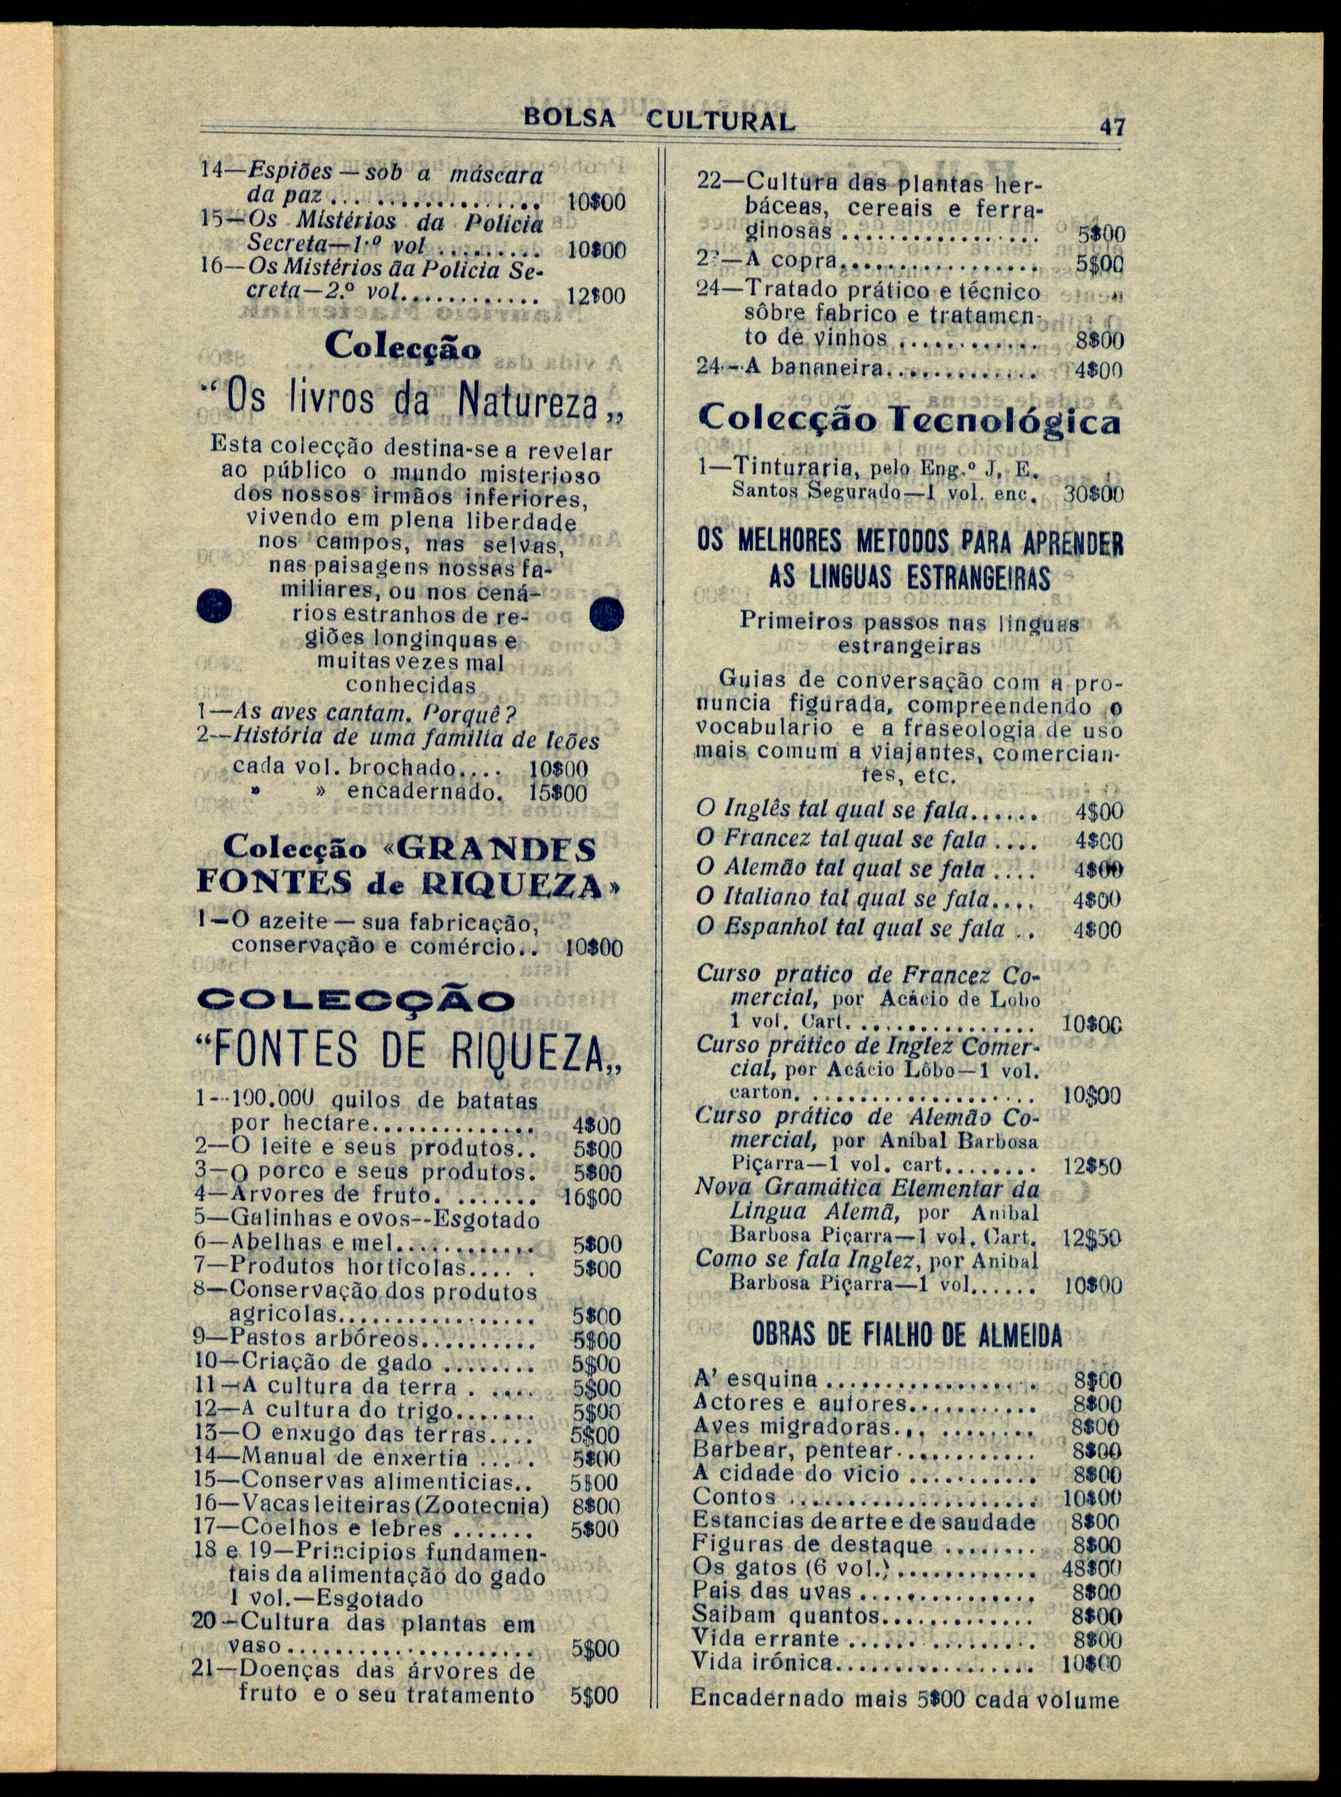 BOLSA CULTURAL 47
14—Espiões—sob a máscara
da paz ... .............. 10$00
15—Os Mistérios da Policia
Secreta—1.º vol ......... 10$00
16—Os Mistérios da Policia Se-
creta—2.º vol............ 12$00
Colecção
“Os livros da Natureza„
Esta colecção destina-se a revelar
ao público o mundo misterioso
dos nossos irmãos inferiores,
vivendo em plena liberdade
nos campos, nas selvas,
nas paisagens nossas fa-
miliares, ou nos cená-
rios estranhos de re-
giões longinquas e
muitas vezes mal
conhecidas
1—As aves cantam. Porquê?
2—História de uma familia de leões
cada vol. brochado.... 10$00
» » encadernado. 15$00
Colecção «GRANDES
FONTES de RIQUEZA»
1—O azeite—sua fabricação,
conservação e comércio.. 10$00
COLECÇÃO
“FONTES DE RIQUEZA„
1--100.000 quilos de batatas
por hectare.............. 4$00
2—O leite e seus produtos.. 5$00
3—O porco e seus produtos. 5$00
4—Arvores de fruto. ....... 16$00
5—Galinhas e ovos--Esgotado
6—Abelhas e mel............ 5$00
7—Produtos horticolas.... . 5$00
8—Conservação dos produtos
agricolas................. 5$00
9—Pastos arbóreos.......... 5$00
10—Criação de gado ........ 5$00
11—A cultura da terra . .... 5$00
12—A cultura do trigo....... 5$00
13—O enxugo das terras.... 5$00
14—Manual de enxertia ..... 5$00
15—Conservas alimenticias.. 5$00
16—Vacas leiteiras (Zootecnia) 8$00
17—Coelhos e lebres ....... 5$00
18 e 19—Principios fundamen-
tais da alimentação do gado
1 vol.—Esgotado
20—Cultura das plantas em
vaso..................... 5$00
21—Doenças das árvores de
fruto e o seu tratamento 5$00
22—Cultura das plantas her-
báceas, cereais e ferra-
ginosas ................. 5$00
2?—A copra................. 5$00
24—Tratado prático e técnico
sôbre fabrico e tratamen-
to de vinhos ............ 8$00
24--A bananeira............. 4$00
Colecção Tecnológica
1—Tinturaria, pelo Eng.º J. E.
Santos Segurado—1 vol. enc. 30$00
OS MELHORES METODOS PARA APRENDER
AS LINGUAS ESTRANGEIRAS
Primeiros passos nas linguas
estrangeiras
Guias de conversação com a pro-
nuncia figurada, compreendendo o
vocabulario e a fraseologia de uso
mais comum a viajantes, comercian-
tes, etc.
O Inglês tal qual se fala...... 4$00
O Francez tal qual se fala .... 4$00
O Alemão tal qual se fala .... 4$00
O Italiano tal qual se fala.... 4$00
O Espanhol tal qual se fala .. 4$00
Curso pratico de Francez Co-
mercial, por Acácio de Lobo
1 vol. Cart. ................ 10$00
Curso prático de Inglez Comer-
cial, por Acácio Lôbo—1 vol.
carton. .................... 10$00
Curso prático de Alemão Co-
mercial, por Aníbal Barbosa
Piçarra—1 vol. cart........ 12$50
Nova Gramática Elementar da
Lingua Alemã, por Anibal
Barbosa Piçarra—1 vol. Cart. 12$50
Como se fala Inglez, por Anibal
Barbosa Piçarra—1 vol...... 10$00
OBRAS DE FIALHO DE ALMEIDA
A’ esquina .................. 8$00
Actores e autores........... 8$00
Aves migradoras... ........ 8$00
Barbear, pentear............ 8$00
A cidade do vicio ........... 8$00
Contos ..................... 10$00
Estancias de arte e de saudade 8$00
Figuras de destaque ........ 8$00
Os gatos (6 vol.)............ 48$00
Pais das uvas ............... 8$00
Saibam quantos............. 8$00
Vida errante ...... ......... 8$00
Vida irónica................. 10$00
Encadernado mais 5$00 cada volume